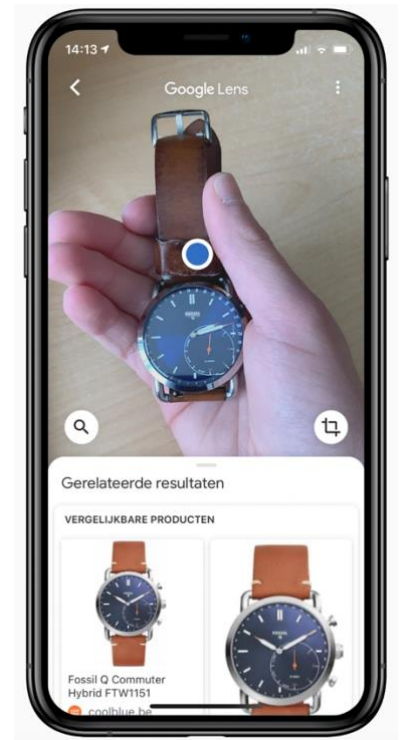 14:13
Google Lens
Gerelateerde resultaten
VERGELIJKBARE PRODUCTEN
Fossil Q Commuter
Hybrid FTW1151
coolblue.be